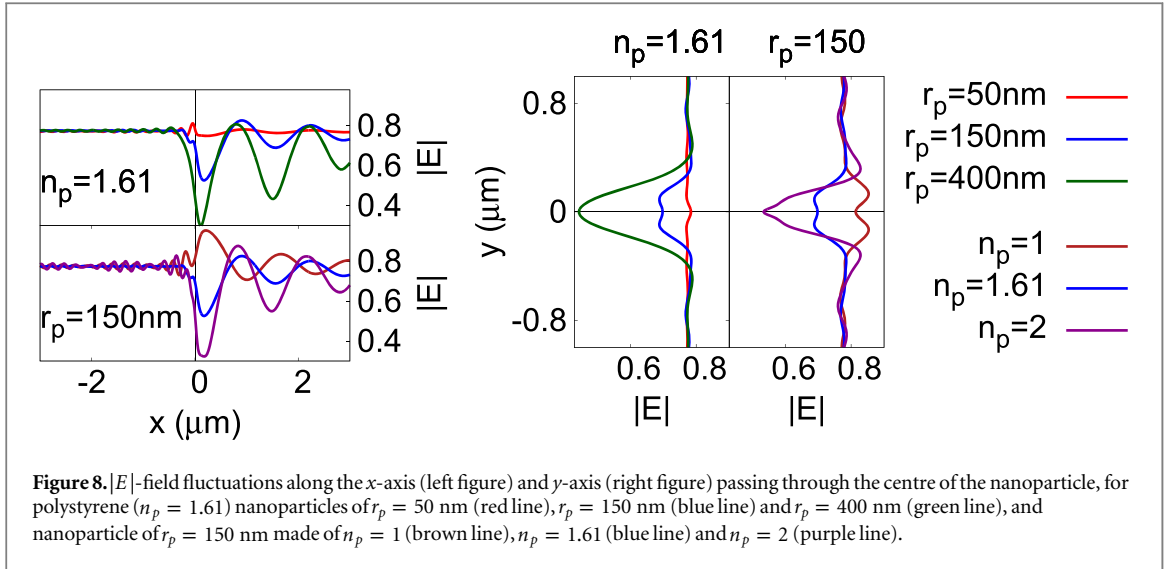 n_p=1.61 r_p=150
0.8
0.6
|E|
0.4
n_p=1.61
0.8
0.6
|E|
0.4
r_p=150nm
-2 0 2
x (μm)
0.8
0
-0.8
y (μm)
0.6 0.8 0.6 0.8
|E| |E|
r_p=50nm
r_p=150nm
r_p=400nm
n_p=1
n_p=1.61
n_p=2
Figure 8. |E|-field fluctuations along the x-axis (left figure) and y-axis (right figure) passing through the centre of the nanoparticle, for
polystyrene (n_p = 1.61) nanoparticles of r_p = 50 nm (red line), r_p = 150 nm (blue line) and r_p = 400 nm (green line), and
nanoparticle of r_p = 150 nm made of n_p = 1 (brown line), n_p = 1.61 (blue line) and n_p = 2 (purple line).